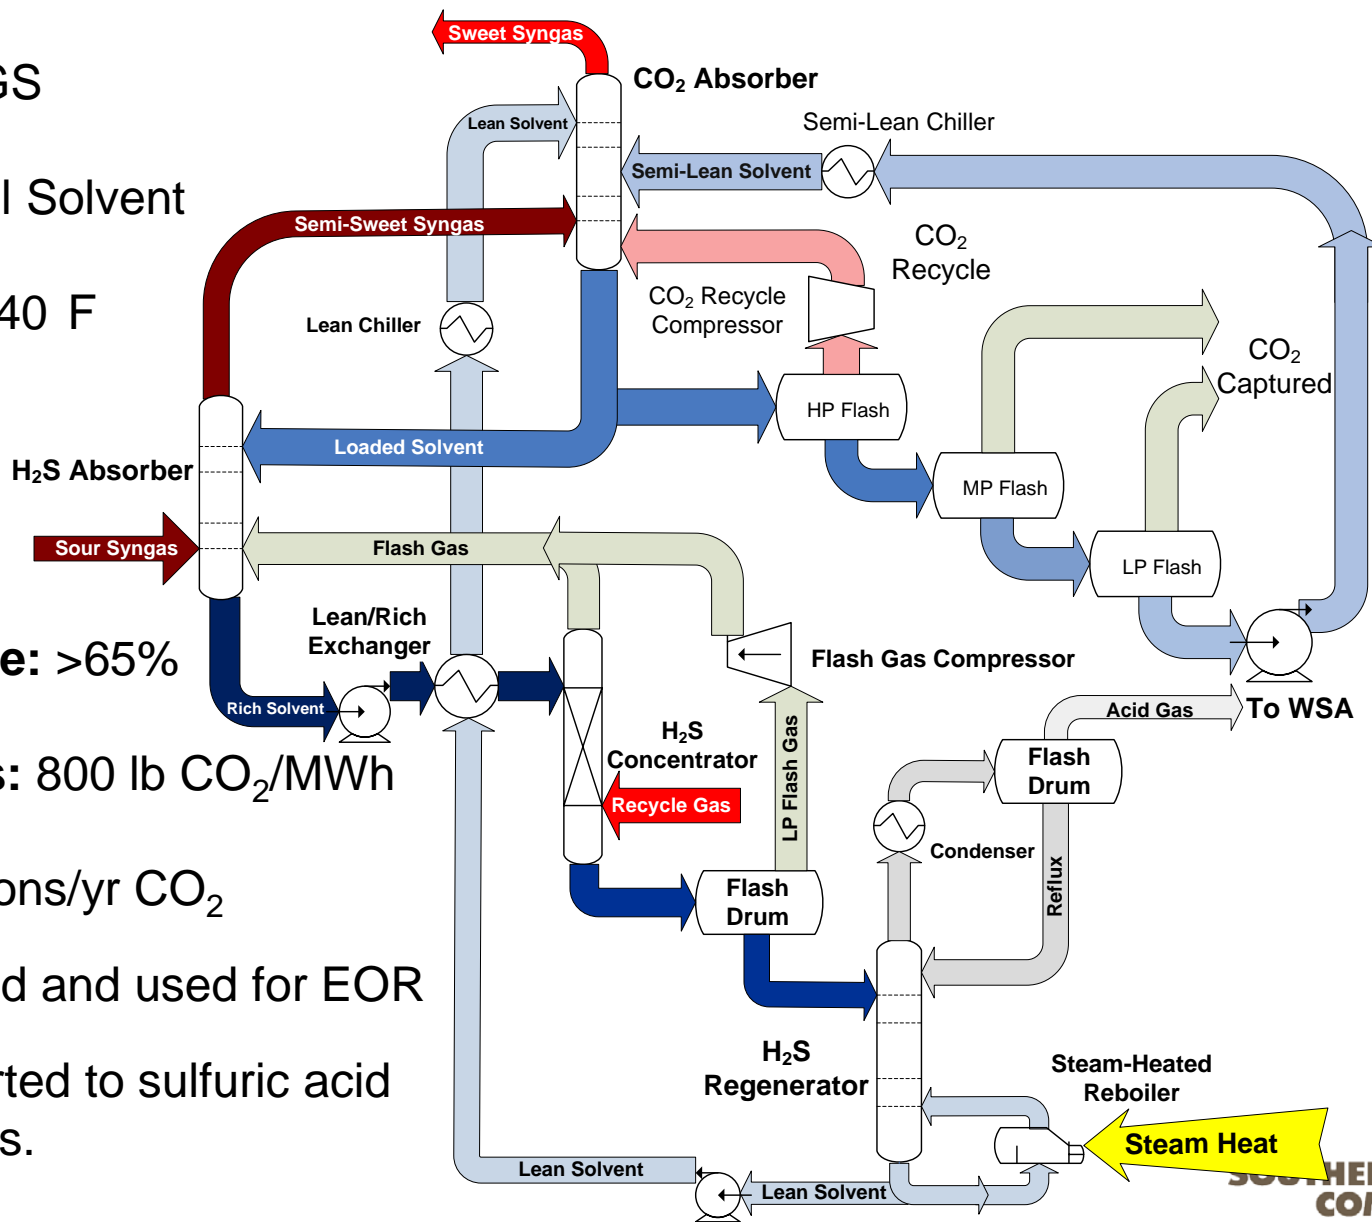 GS
l Solvent
40 F
e: >65%
s: 800 lb CO₂/MWh
ons/yr CO₂
d and used for EOR
rted to sulfuric acid
s.
Sweet Syngas
CO₂ Absorber
Lean Solvent
Semi-Lean Chiller
Semi-Lean Solvent
Semi-Sweet Syngas
CO₂
Recycle
CO₂ Recycle
Compressor
Lean Chiller
CO₂
Captured
HP Flash
Loaded Solvent
H₂S Absorber
MP Flash
Sour Syngas
Flash Gas
LP Flash
Lean/Rich
Exchanger
Flash Gas Compressor
Rich Solvent
Acid Gas
To WSA
H₂S
Concentrator
LP Flash Gas
Flash
Drum
Recycle Gas
Condenser
Reflux
Flash
Drum
H₂S
Regenerator
Steam-Heated
Reboiler
Steam Heat
Lean Solvent
Lean Solvent